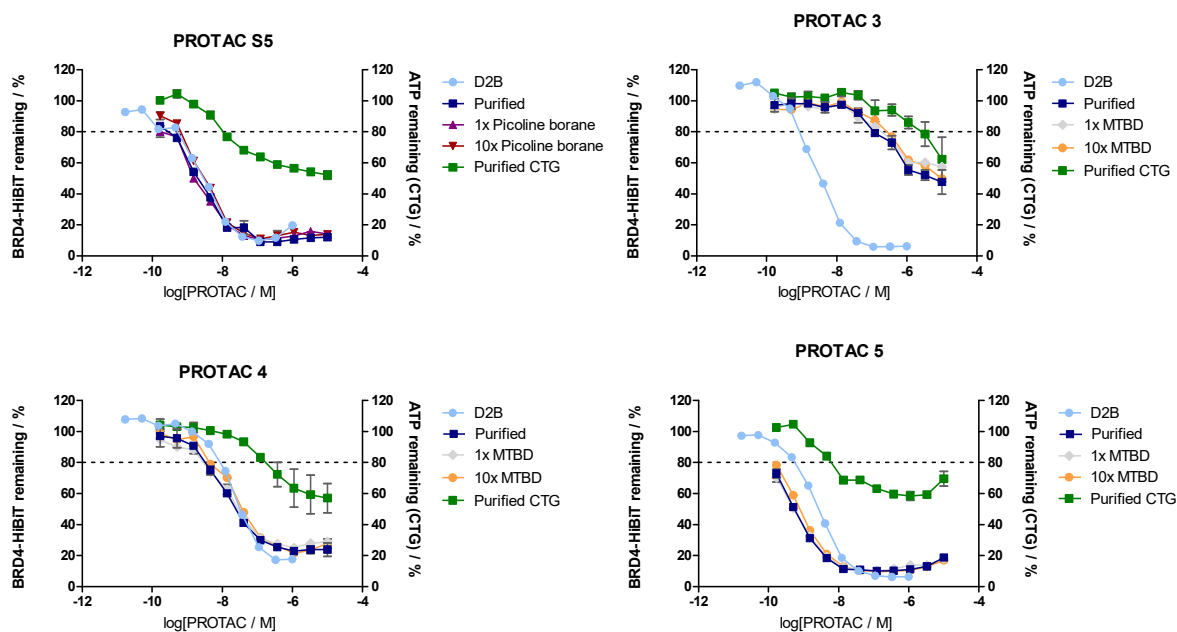 PROTAC S5
BRD4-HiBiT remaining / %
120
100
80
60
40
20
0
-12
-10
-8
-6
-4
log[PROTAC / M]
120
100
80
60
40
20
0
ATP remaining (CTG) / %
D2B
Purified
1x Picoline borane
10x Picoline borane
Purified CTG
PROTAC 3
BRD4-HiBiT remaining / %
120
100
80
60
40
20
0
-12
-10
-8
-6
-4
log[PROTAC / M]
120
100
80
60
40
20
0
ATP remaining (CTG) / %
D2B
Purified
1x MTBD
10x MTBD
Purified CTG
PROTAC 4
BRD4-HiBiT remaining / %
120
100
80
60
40
20
0
-12
-10
-8
-6
-4
log[PROTAC / M]
120
100
80
60
40
20
0
ATP remaining (CTG) / %
D2B
Purified
1x MTBD
10x MTBD
Purified CTG
PROTAC 5
BRD4-HiBiT remaining / %
120
100
80
60
40
20
0
-12
-10
-8
-6
-4
log[PROTAC / M]
120
100
80
60
40
20
0
ATP remaining (CTG) / %
D2B
Purified
1x MTBD
10x MTBD
Purified CTG